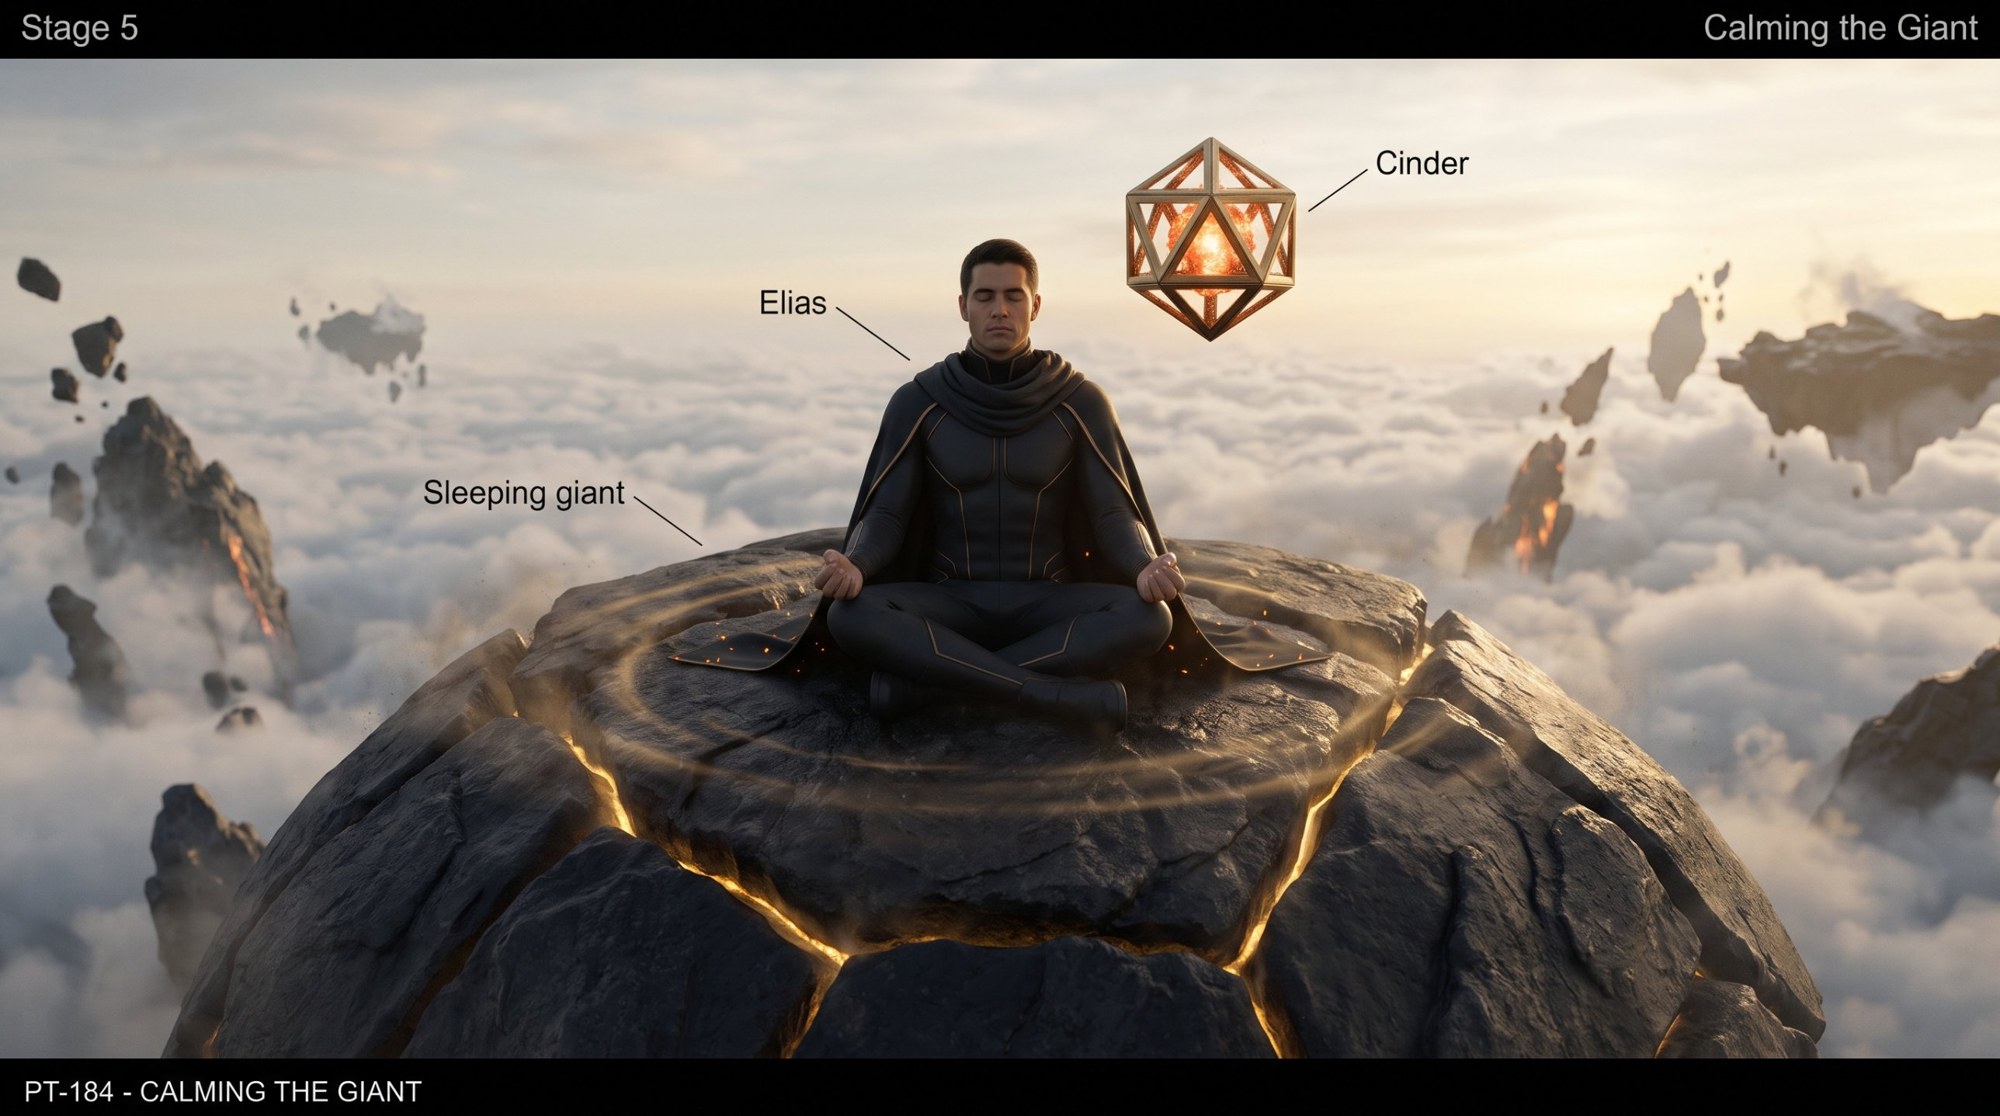 Stage 5
Calming the Giant
Cinder
Elias
Sleeping giant
PT-184 - CALMING THE GIANT